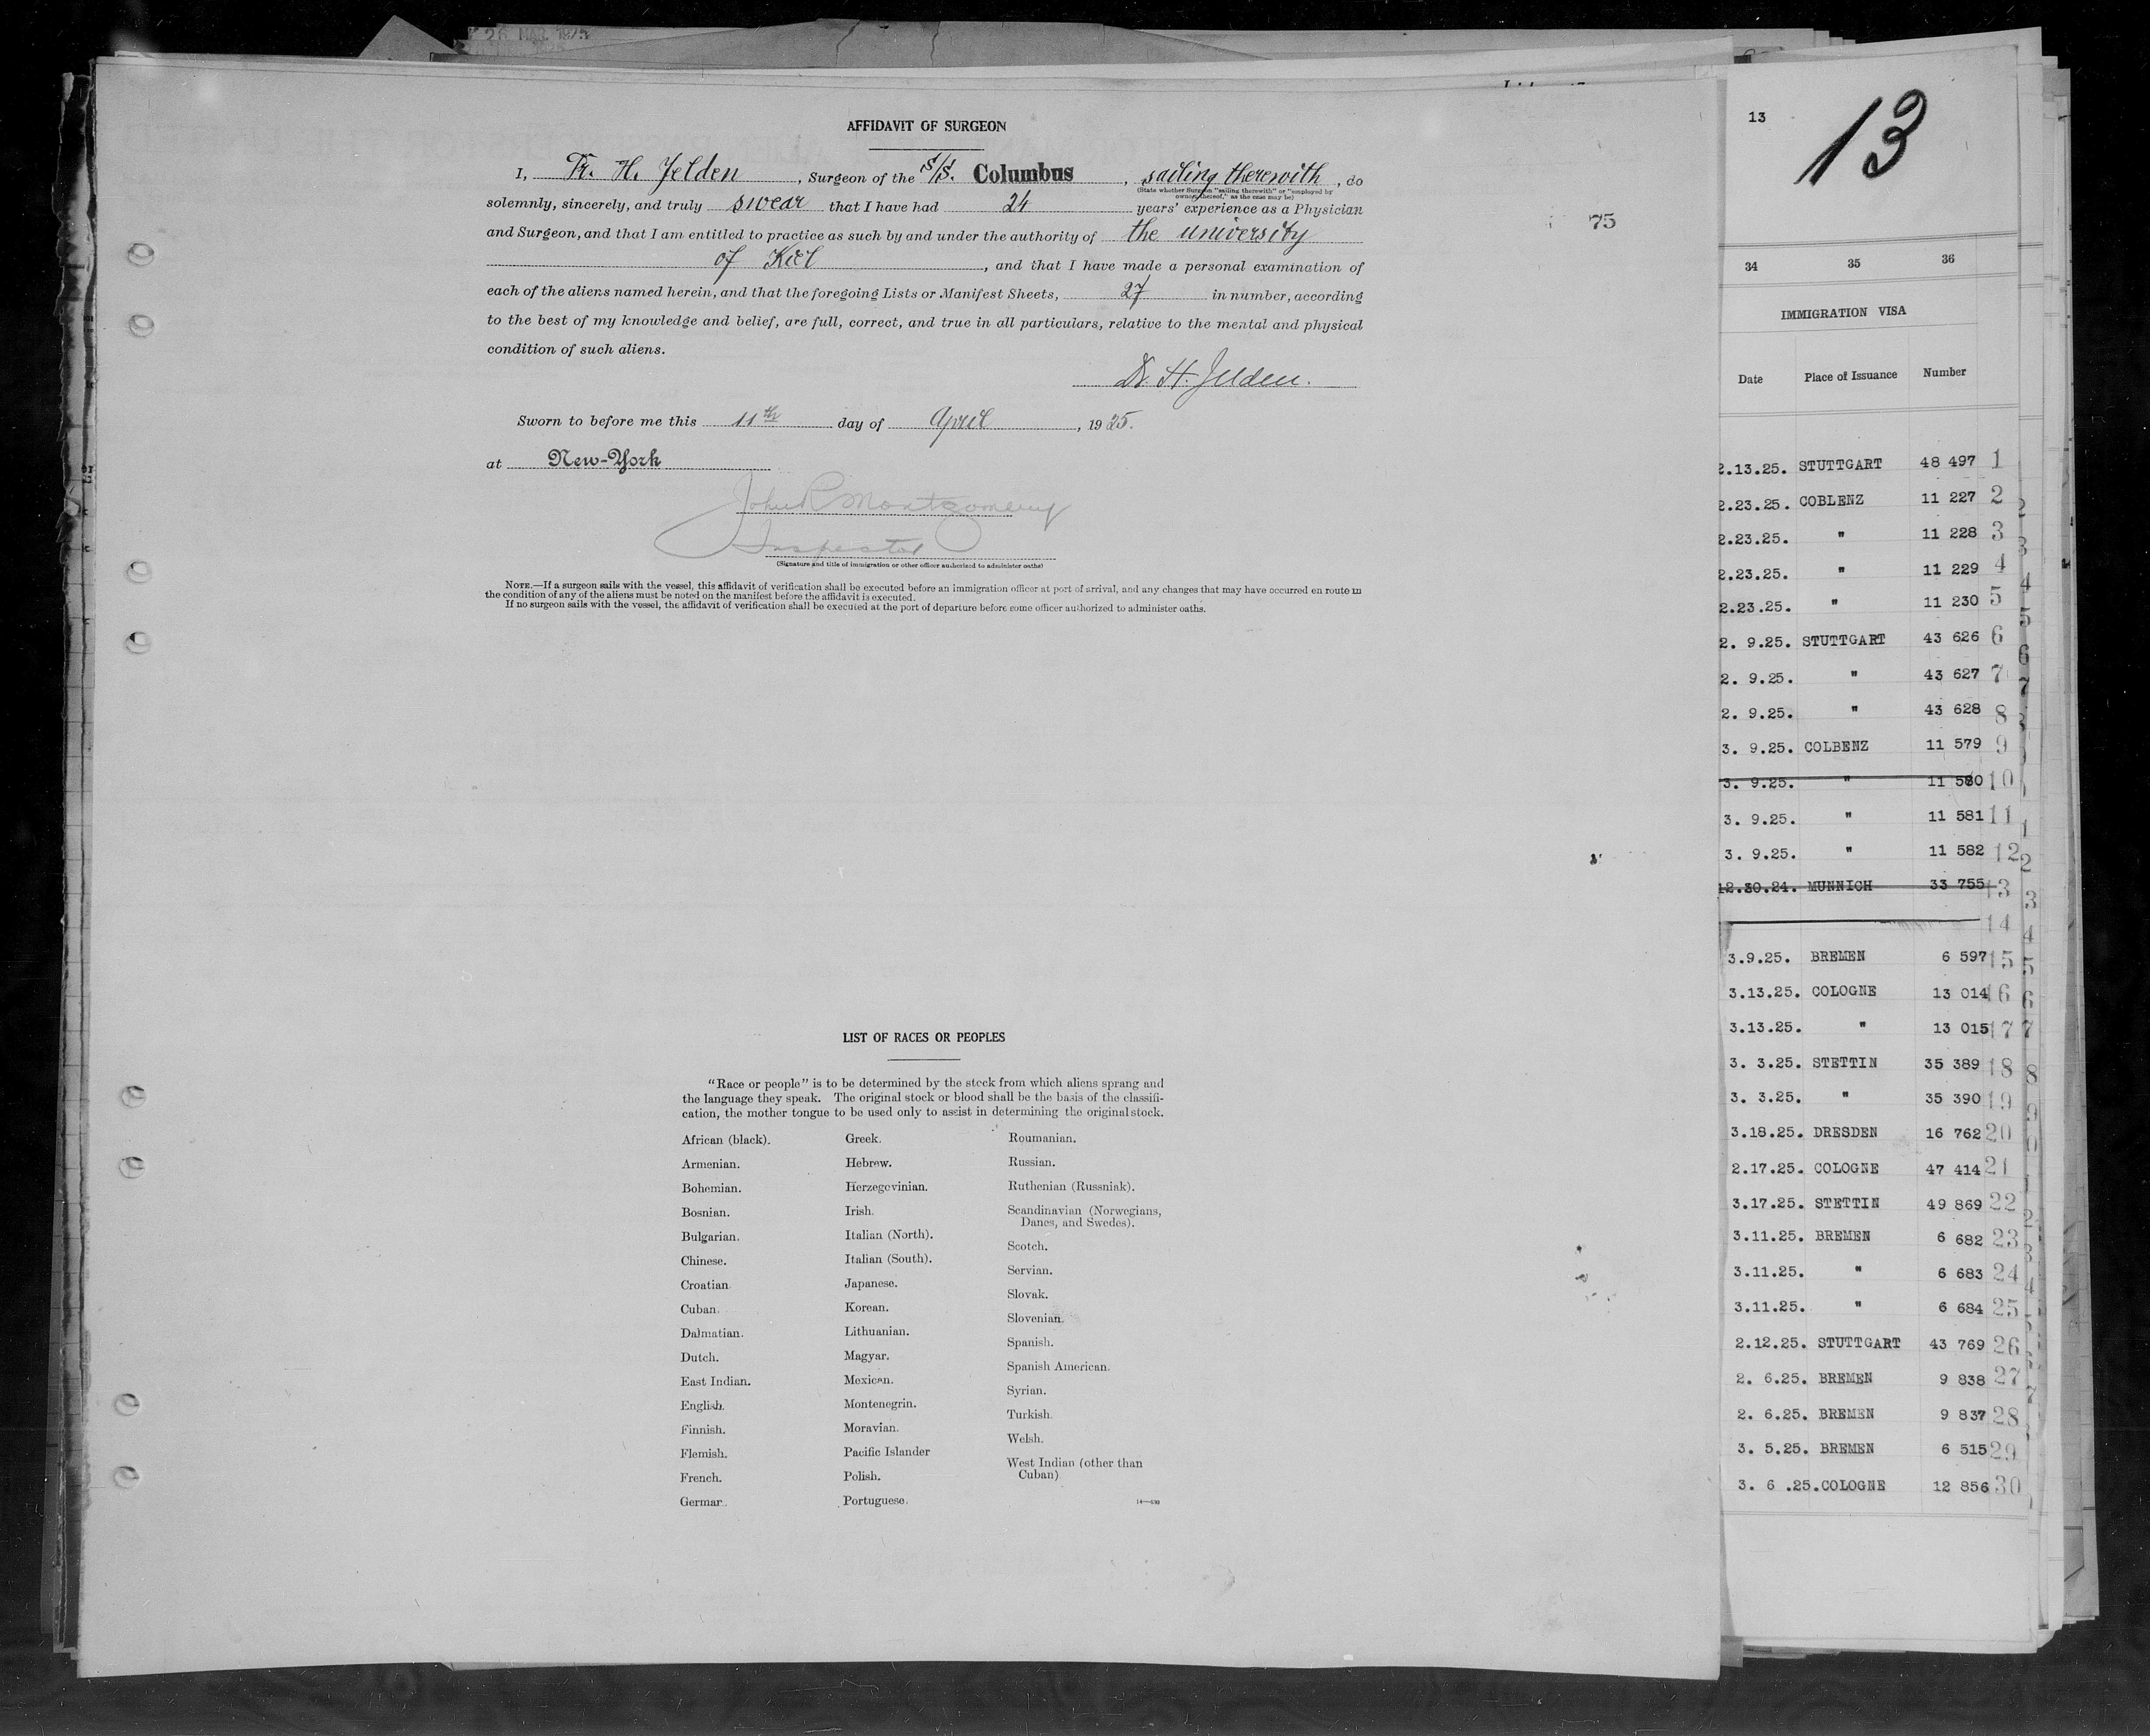 26 MAR 1925
AFFIDAVIT OF SURGEON
I, Dr. H. Jelden, Surgeon of the S/S. Columbus, sailing therewith, do
(State whether Surgeon "sailing therewith" or "employed by
owners thereof," as the case may be)
solemnly, sincerely, and truly swear that I have had 24 years' experience as a Physician
and Surgeon, and that I am entitled to practice as such by and under the authority of the university
of Kiel, and that I have made a personal examination of
each of the aliens named herein, and that the foregoing Lists or Manifest Sheets, 27 in number, according
to the best of my knowledge and belief, are full, correct, and true in all particulars, relative to the mental and physical
condition of such aliens.
Dr. H. Jelden.
Sworn to before me this 11th day of April, 1925.
at New-York
John R Montgomery
Inspector
(Signature and title of immigration or other officer authorized to administer oaths)
NOTE.—If a surgeon sails with the vessel, this affidavit of verification shall be executed before an immigration officer at port of arrival, and any changes that may have occurred en route in
the condition of any of the aliens must be noted on the manifest before the affidavit is executed.
If no surgeon sails with the vessel, the affidavit of verification shall be executed at the port of departure before some officer authorized to administer oaths.
75
LIST OF RACES OR PEOPLES
"Race or people" is to be determined by the stock from which aliens sprang and
the language they speak. The original stock or blood shall be the basis of the classifi-
cation, the mother tongue to be used only to assist in determining the original stock.
African (black).
Armenian.
Bohemian.
Bosnian.
Bulgarian.
Chinese.
Croatian.
Cuban.
Dalmatian.
Dutch.
East Indian.
English.
Finnish.
Flemish.
French.
German.
Greek.
Hebrew.
Herzegovinian.
Irish.
Italian (North).
Italian (South).
Japanese.
Korean.
Lithuanian.
Magyar.
Mexican.
Montenegrin.
Moravian.
Pacific Islander
Polish.
Portuguese.
Roumanian.
Russian.
Ruthenian (Russniak).
Scandinavian (Norwegians,
Danes, and Swedes).
Scotch.
Servian.
Slovak.
Slovenian.
Spanish.
Spanish American.
Syrian.
Turkish.
Welsh.
West Indian (other than
Cuban)
13 13
34 35 36
IMMIGRATION VISA
Date Place of Issuance Number
2.13.25. STUTTGART 48 497 1
2.23.25. COBLENZ 11 227 2
2.23.25. " 11 228 3
2.23.25. " 11 229 4
2.23.25. " 11 230 5
2. 9.25. STUTTGART 43 626 6
2. 9.25. " 43 627 7
2. 9.25. " 43 628 8
3. 9.25. COLBENZ 11 579 9
3. 9.25. " 11 580 10
3. 9.25. " 11 581 11
3. 9.25. " 11 582 12
12.30.24. MUNNICH 33 755 13
14
3.9.25. BREMEN 6 597 15
3.13.25. COLOGNE 13 014 16
3.13.25. " 13 015 17
3. 3.25. STETTIN 35 389 18
3. 3.25. " 35 390 19
3.18.25. DRESDEN 16 762 20
2.17.25. COLOGNE 47 414 21
3.17.25. STETTIN 49 869 22
3.11.25. BREMEN 6 682 23
3.11.25. " 6 683 24
3.11.25. " 6 684 25
2.12.25. STUTTGART 43 769 26
2. 6.25. BREMEN 9 838 27
2. 6.25. BREMEN 9 837 28
3. 5.25. BREMEN 6 515 29
3. 6 .25. COLOGNE 12 856 30